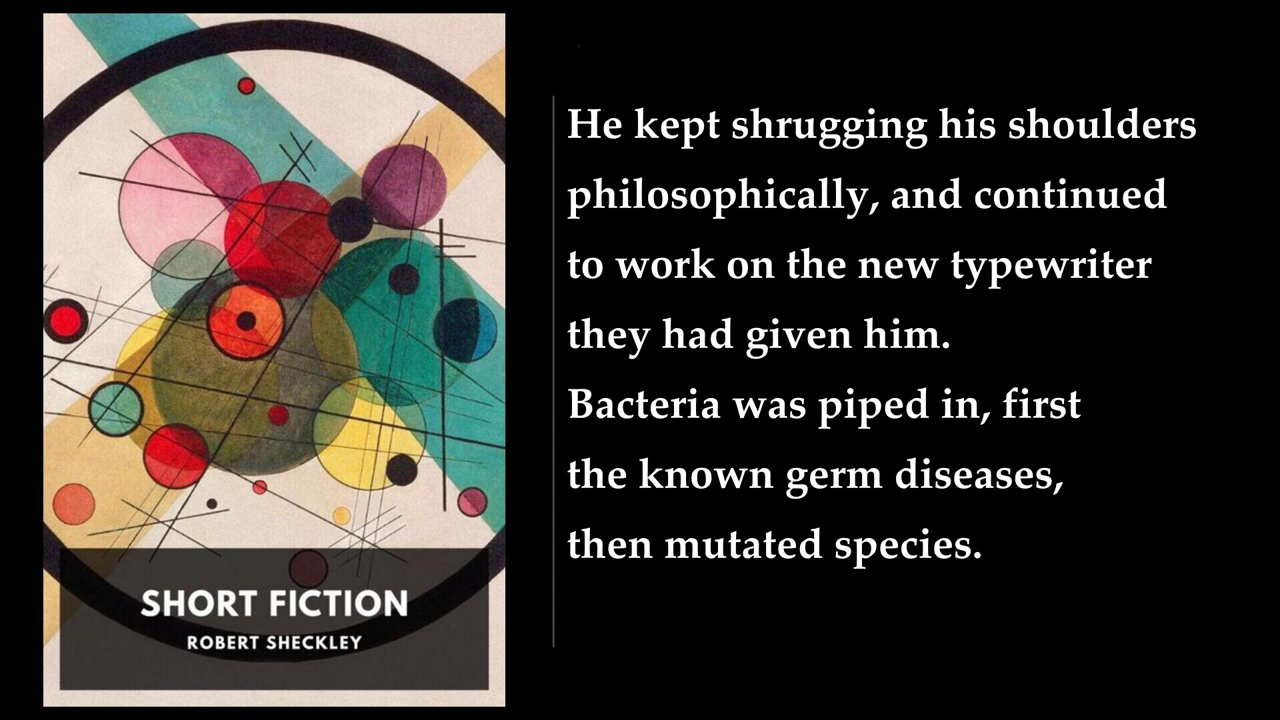 He kept shrugging his shoulders
philosophically, and continued
to work on the new typewriter
they had given him.
Bacteria was piped in, first
the known germ diseases,
then mutated species.
SHORT FICTION
ROBERT SHECKLEY